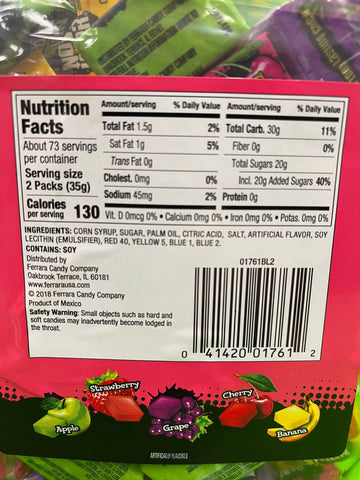 Nutrition
Facts
About 73 servings
per container
Serving size
2 Packs (35g)
Calories
per serving 130
Amount/serving % Daily Value
Total Fat 1.5g 2%
Sat Fat 1g 5%
Trans Fat 0g
Cholest. 0mg 0%
Sodium 45mg 2%
Amount/serving % Daily Value
Total Carb. 30g 11%
Fiber 0g 0%
Total Sugars 20g
Incl. 20g Added Sugars 40%
Protein 0g
Vit. D 0mcg 0% • Calcium 0mg 0% • Iron 0mg 0% • Potas. 0mg 0%
INGREDIENTS: CORN SYRUP, SUGAR, PALM OIL, CITRIC ACID, SALT, ARTIFICIAL FLAVOR, SOY
LECITHIN (EMULSIFIER), RED 40, YELLOW 5, BLUE 1, BLUE 2.
CONTAINS: SOY
Distributed by
Ferrara Candy Company
Oakbrook Terrace, IL 60181
www.ferrarausa.com
© 2018 Ferrara Candy Company
Product of Mexico
Safety Warning: Small objects such as hard and
soft candies may inadvertently become lodged in
the throat.
01761BL2
0 41420 01761 2
Apple
Strawberry
Grape
Cherry
Banana
ARTIFICIALLY FLAVORED